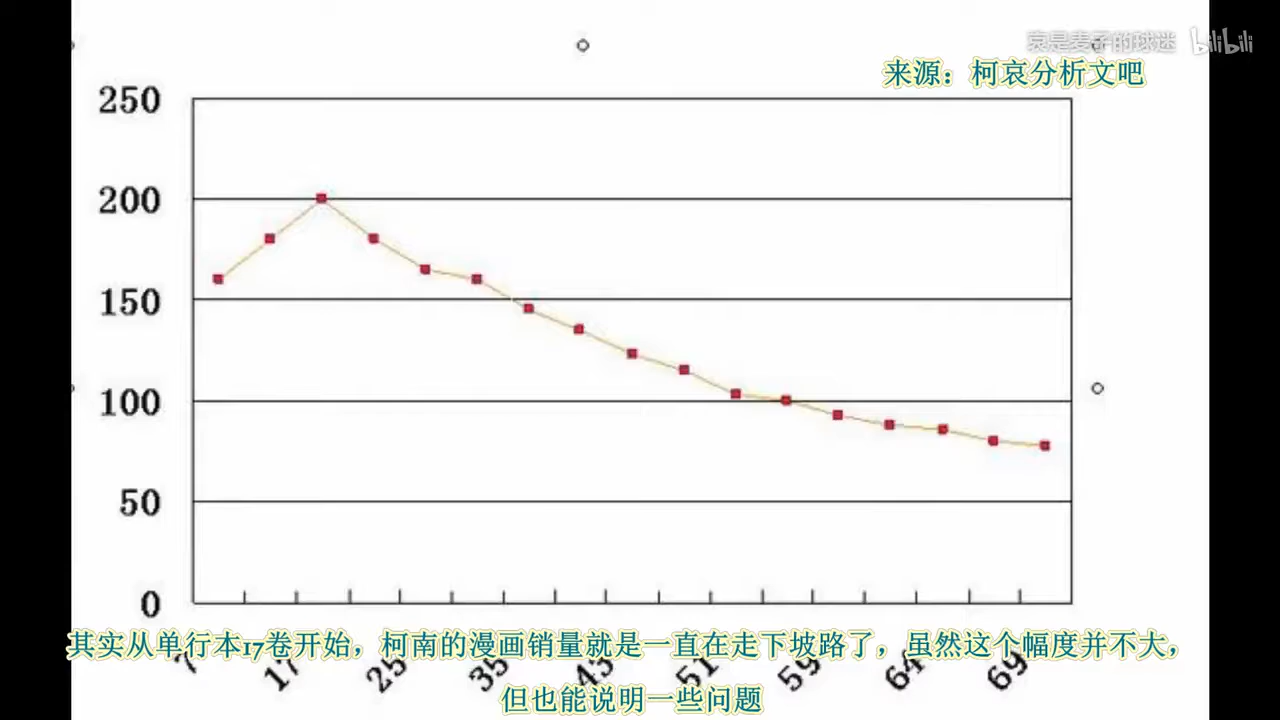 哀是麦子的球迷 bilibili
来源：柯哀分析文吧
250
200
150
100
50
0
7 17 25 35 43 51 59 64 69
其实从单行本17卷开始，柯南的漫画销量就是一直在走下坡路了，虽然这个幅度并不大，
但也能说明一些问题